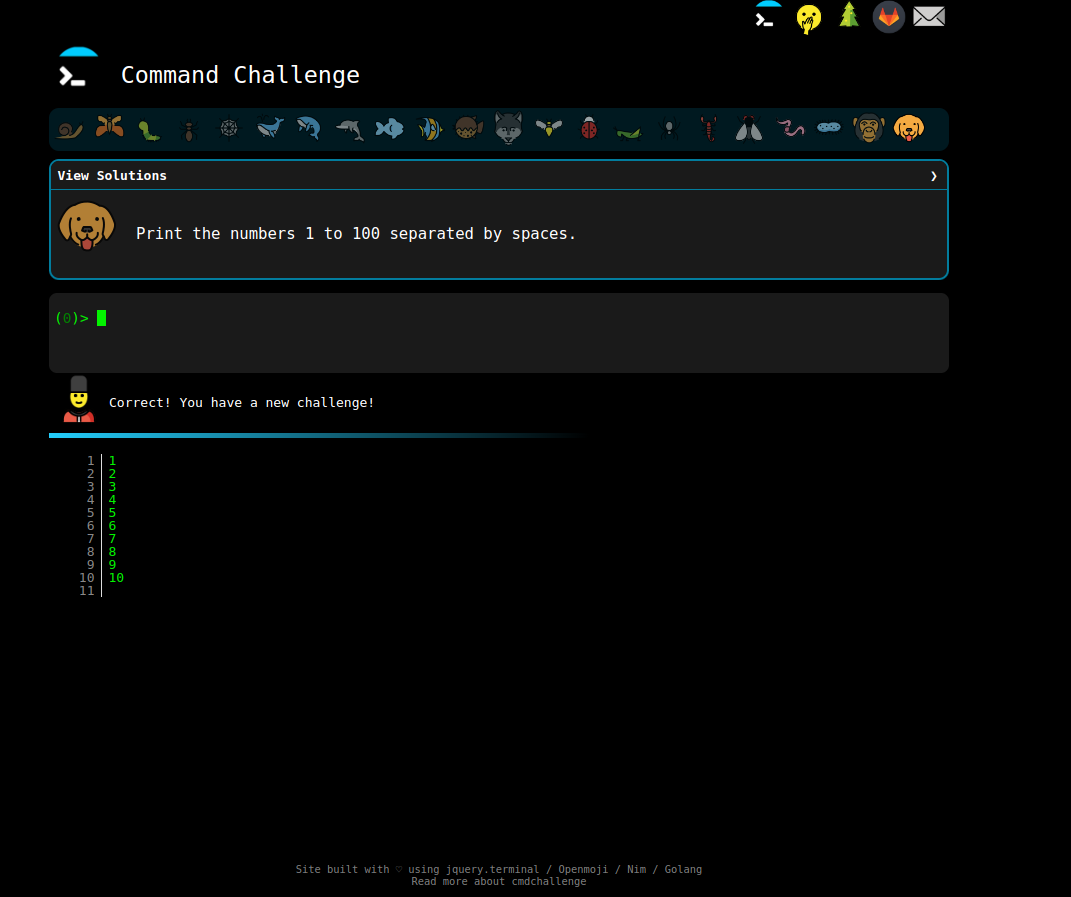 Command Challenge
View Solutions ❯
Print the numbers 1 to 100 separated by spaces.
(0)>
Correct! You have a new challenge!
1 1
2 2
3 3
4 4
5 5
6 6
7 7
8 8
9 9
10 10
11
Site built with ♡ using jquery.terminal / Openmoji / Nim / Golang
Read more about cmdchallenge